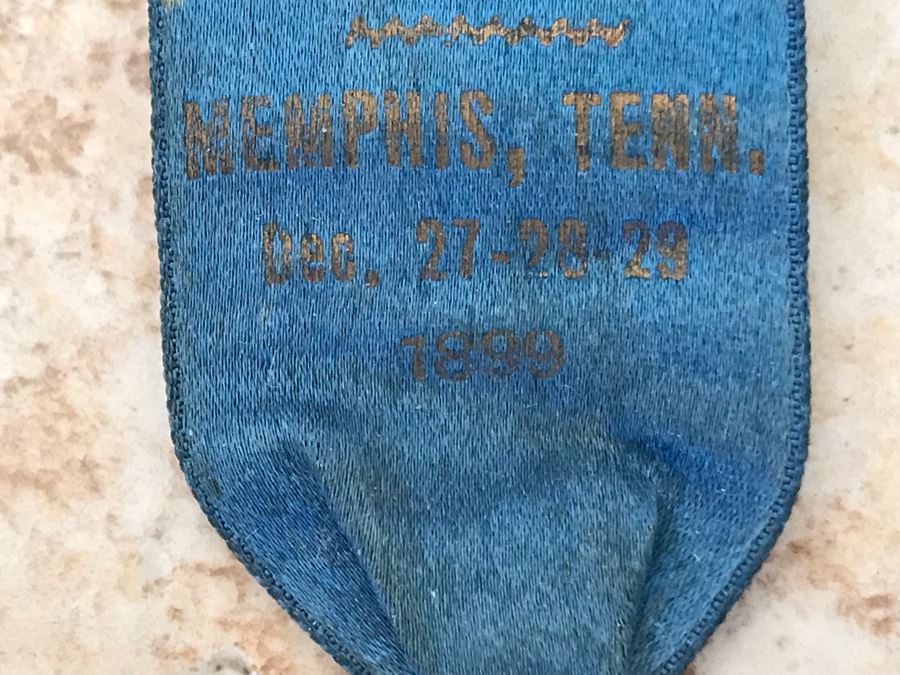 MEMPHIS, TENN.
Dec. 27-28-29
1899